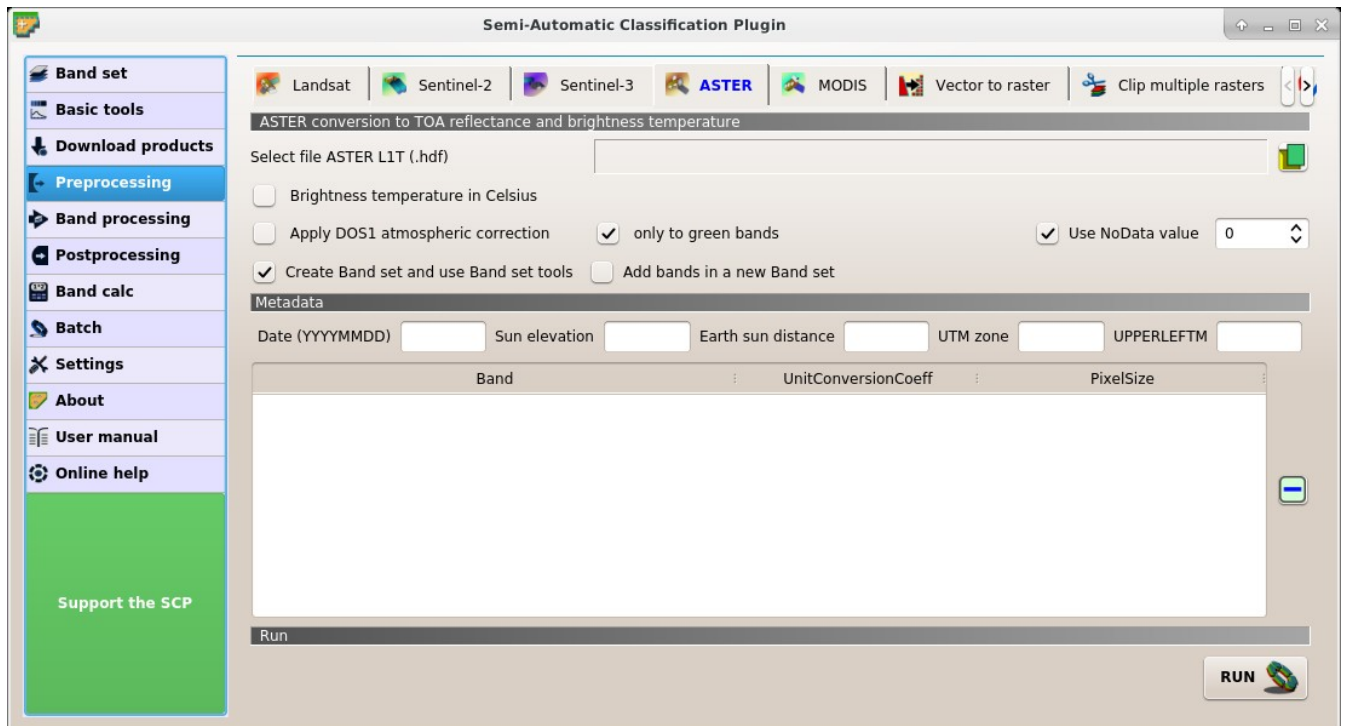 Semi-Automatic Classification Plugin
Band set
Basic tools
Download products
Preprocessing
Band processing
Postprocessing
Band calc
Batch
Settings
About
User manual
Online help
Support the SCP
Landsat Sentinel-2 Sentinel-3 ASTER MODIS Vector to raster Clip multiple rasters
ASTER conversion to TOA reflectance and brightness temperature
Select file ASTER L1T (.hdf)
Brightness temperature in Celsius
Apply DOS1 atmospheric correction only to green bands Use NoData value 0
Create Band set and use Band set tools Add bands in a new Band set
Metadata
Date (YYYYMMDD) Sun elevation Earth sun distance UTM zone UPPERLEFTM
Band UnitConversionCoeff PixelSize
Run
RUN